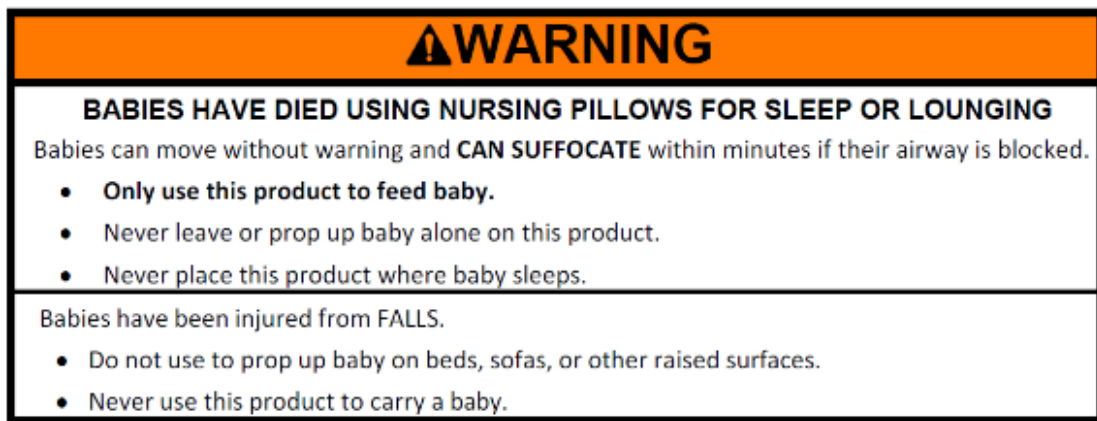 ⚠WARNING
BABIES HAVE DIED USING NURSING PILLOWS FOR SLEEP OR LOUNGING
Babies can move without warning and CAN SUFFOCATE within minutes if their airway is blocked.
• Only use this product to feed baby.
• Never leave or prop up baby alone on this product.
• Never place this product where baby sleeps.
Babies have been injured from FALLS.
• Do not use to prop up baby on beds, sofas, or other raised surfaces.
• Never use this product to carry a baby.